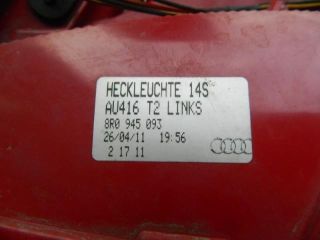 HECKLEUCHTE 14S
AU416 T2 LINKS
8R0 945 093
26/04/11 19:56
2 17 11